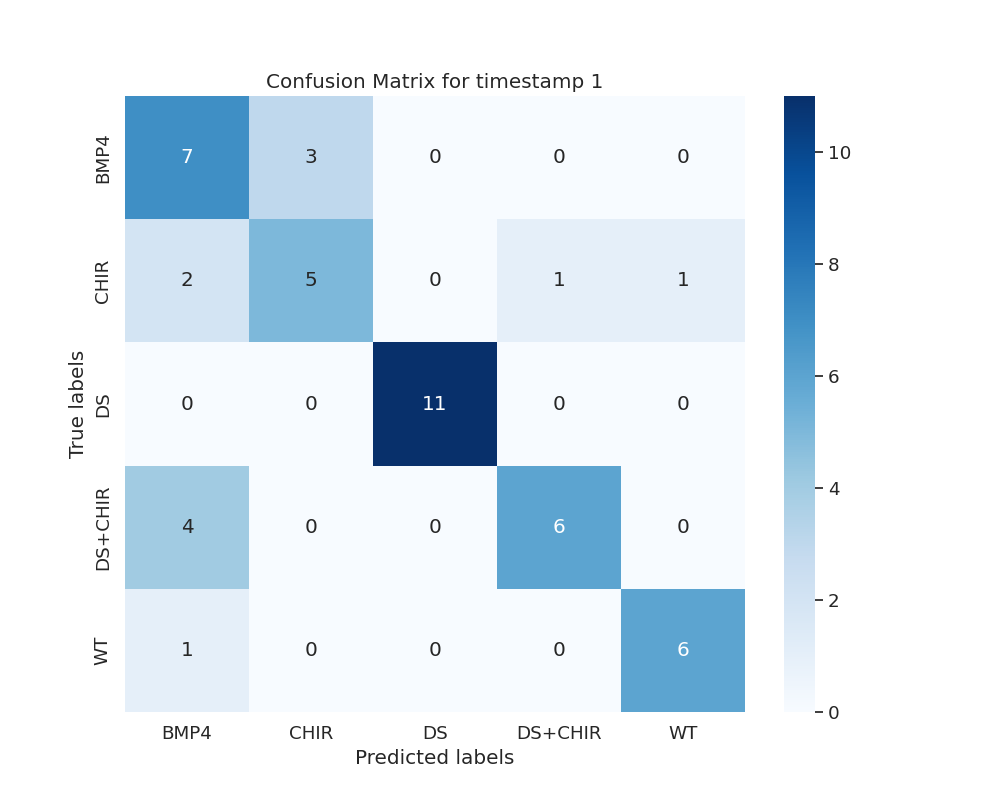 Confusion Matrix for timestamp 1
True labels
BMP4 7 3 0 0 0
CHIR 2 5 0 1 1
DS 0 0 11 0 0
DS+CHIR 4 0 0 6 0
WT 1 0 0 0 6
BMP4 CHIR DS DS+CHIR WT
Predicted labels
10
8
6
4
2
0